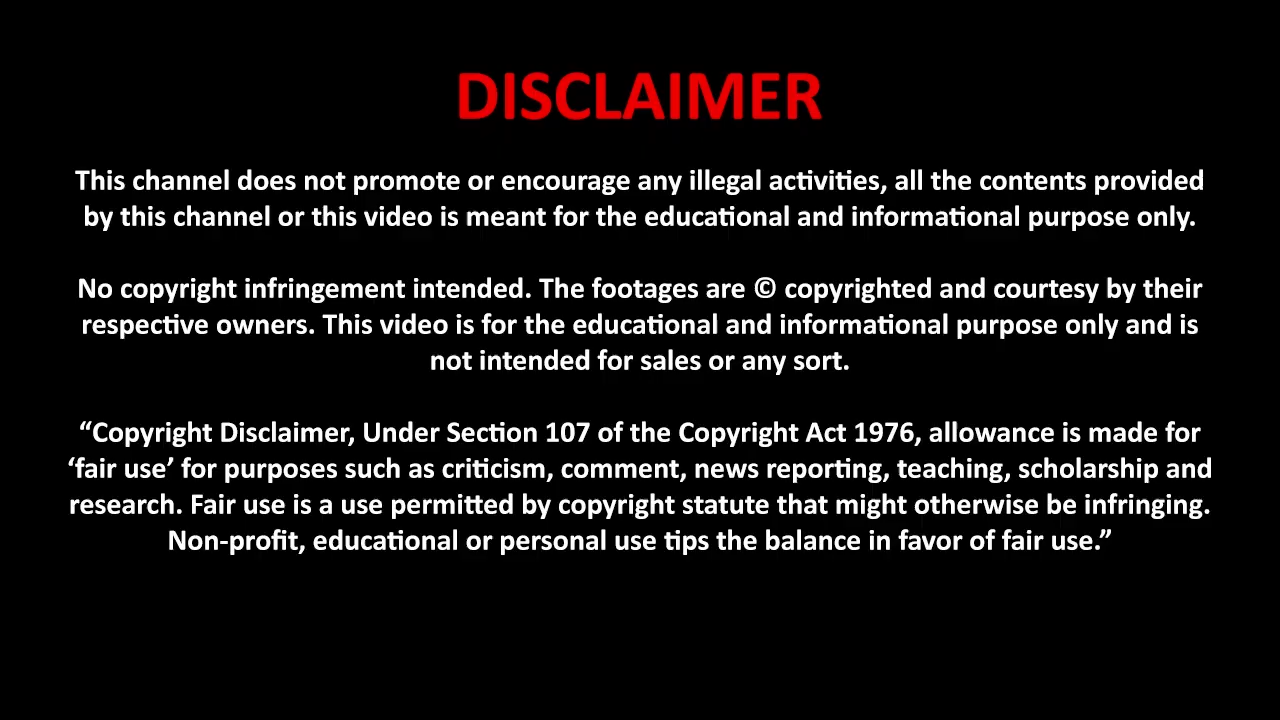 DISCLAIMER
This channel does not promote or encourage any illegal activities, all the contents provided
by this channel or this video is meant for the educational and informational purpose only.
No copyright infringement intended. The footages are © copyrighted and courtesy by their
respective owners. This video is for the educational and informational purpose only and is
not intended for sales or any sort.
“Copyright Disclaimer, Under Section 107 of the Copyright Act 1976, allowance is made for
‘fair use’ for purposes such as criticism, comment, news reporting, teaching, scholarship and
research. Fair use is a use permitted by copyright statute that might otherwise be infringing.
Non-profit, educational or personal use tips the balance in favor of fair use.”